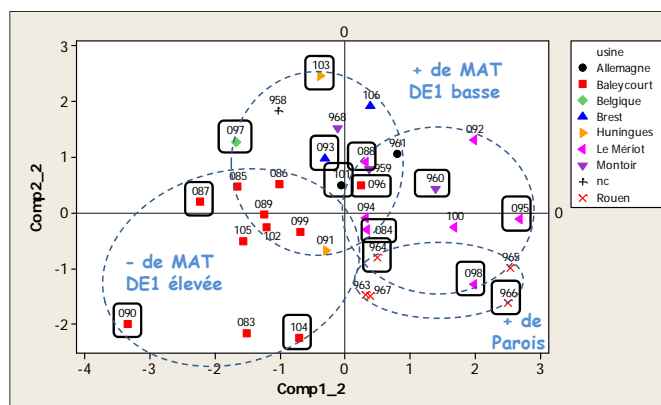 0
usine
Allemagne
Baleycourt
Belgique
Brest
Huningues
Le Mériot
Montoir
nc
Rouen
3
2
1
0
-1
-2
Comp2_2
0
-4
-3
-2
-1
0
1
2
3
Comp1_2
+ de MAT
DE1 basse
- de MAT
DE1 élevée
+ de
Parois
103
958
106
968
097
093
088
961
092
959
101
096
960
087
085
086
089
105
102
099
091
094
084
100
095
964
965
098
963
967
966
090
083
104